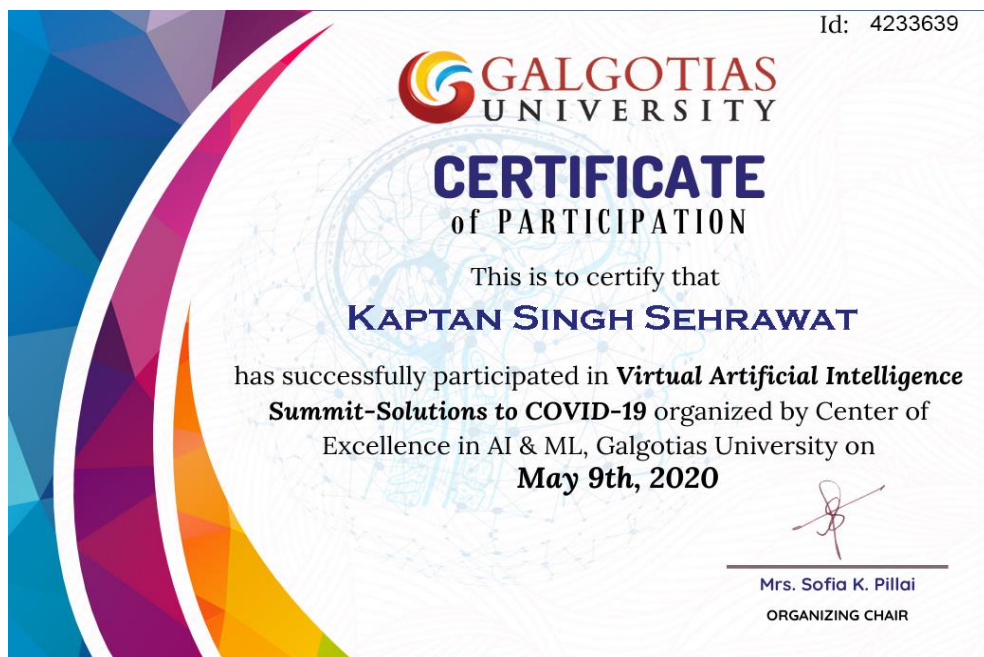 Id: 4233639
GALGOTIAS
UNIVERSITY
CERTIFICATE
of PARTICIPATION
This is to certify that
KAPTAN SINGH SEHRAWAT
has successfully participated in Virtual Artificial Intelligence
Summit-Solutions to COVID-19 organized by Center of
Excellence in AI & ML, Galgotias University on
May 9th, 2020
Mrs. Sofia K. Pillai
ORGANIZING CHAIR